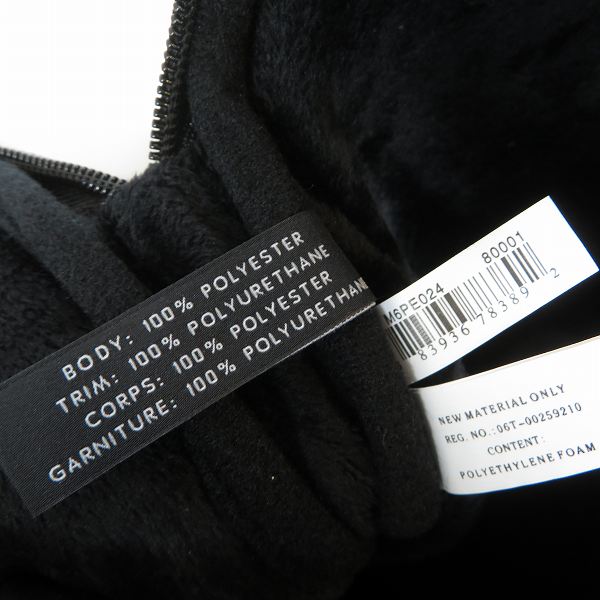 BODY: 100% POLYESTER
TRIM: 100% POLYURETHANE
CORPS: 100% POLYESTER
GARNITURE: 100% POLYURETHANE
M6PE024 80001
83936 78389 2
NEW MATERIAL ONLY
REG. NO.:06T-00259210
CONTENT:
POLYETHYLENE FOAM